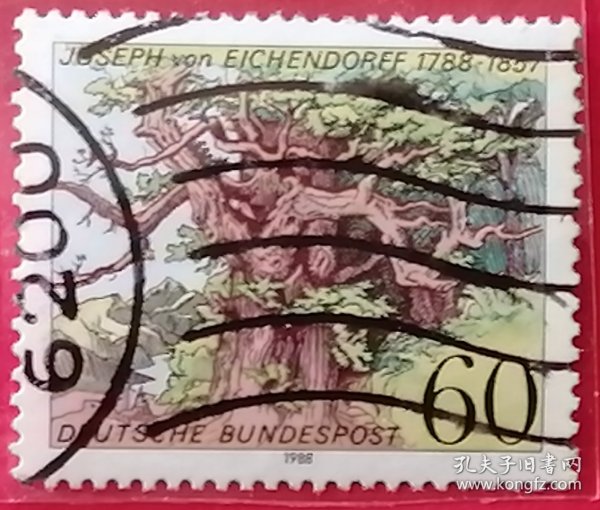 JOSEPH von EICHENDORFF 1788-1857
6200
60
DEUTSCHE BUNDESPOST
1988
孔夫子旧书网
www.kongfz.com